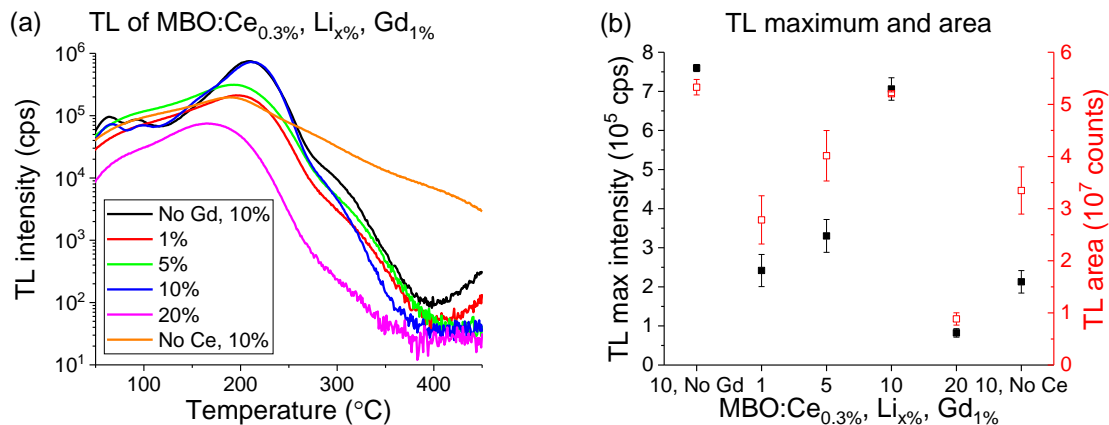 (a) TL of MBO:Ce0.3%, Lix%, Gd1%
TL intensity (cps)
10^6
10^5
10^4
10^3
10^2
10^1
No Gd, 10%
1%
5%
10%
20%
No Ce, 10%
100 200 300 400
Temperature (°C)
(b) TL maximum and area
TL max intensity (10^5 cps)
8
7
6
5
4
3
2
1
0
6
5
4
3
2
1
0
TL area (10^7 counts)
10, No Gd 1 5 10 20 10, No Ce
MBO:Ce0.3%, Lix%, Gd1%